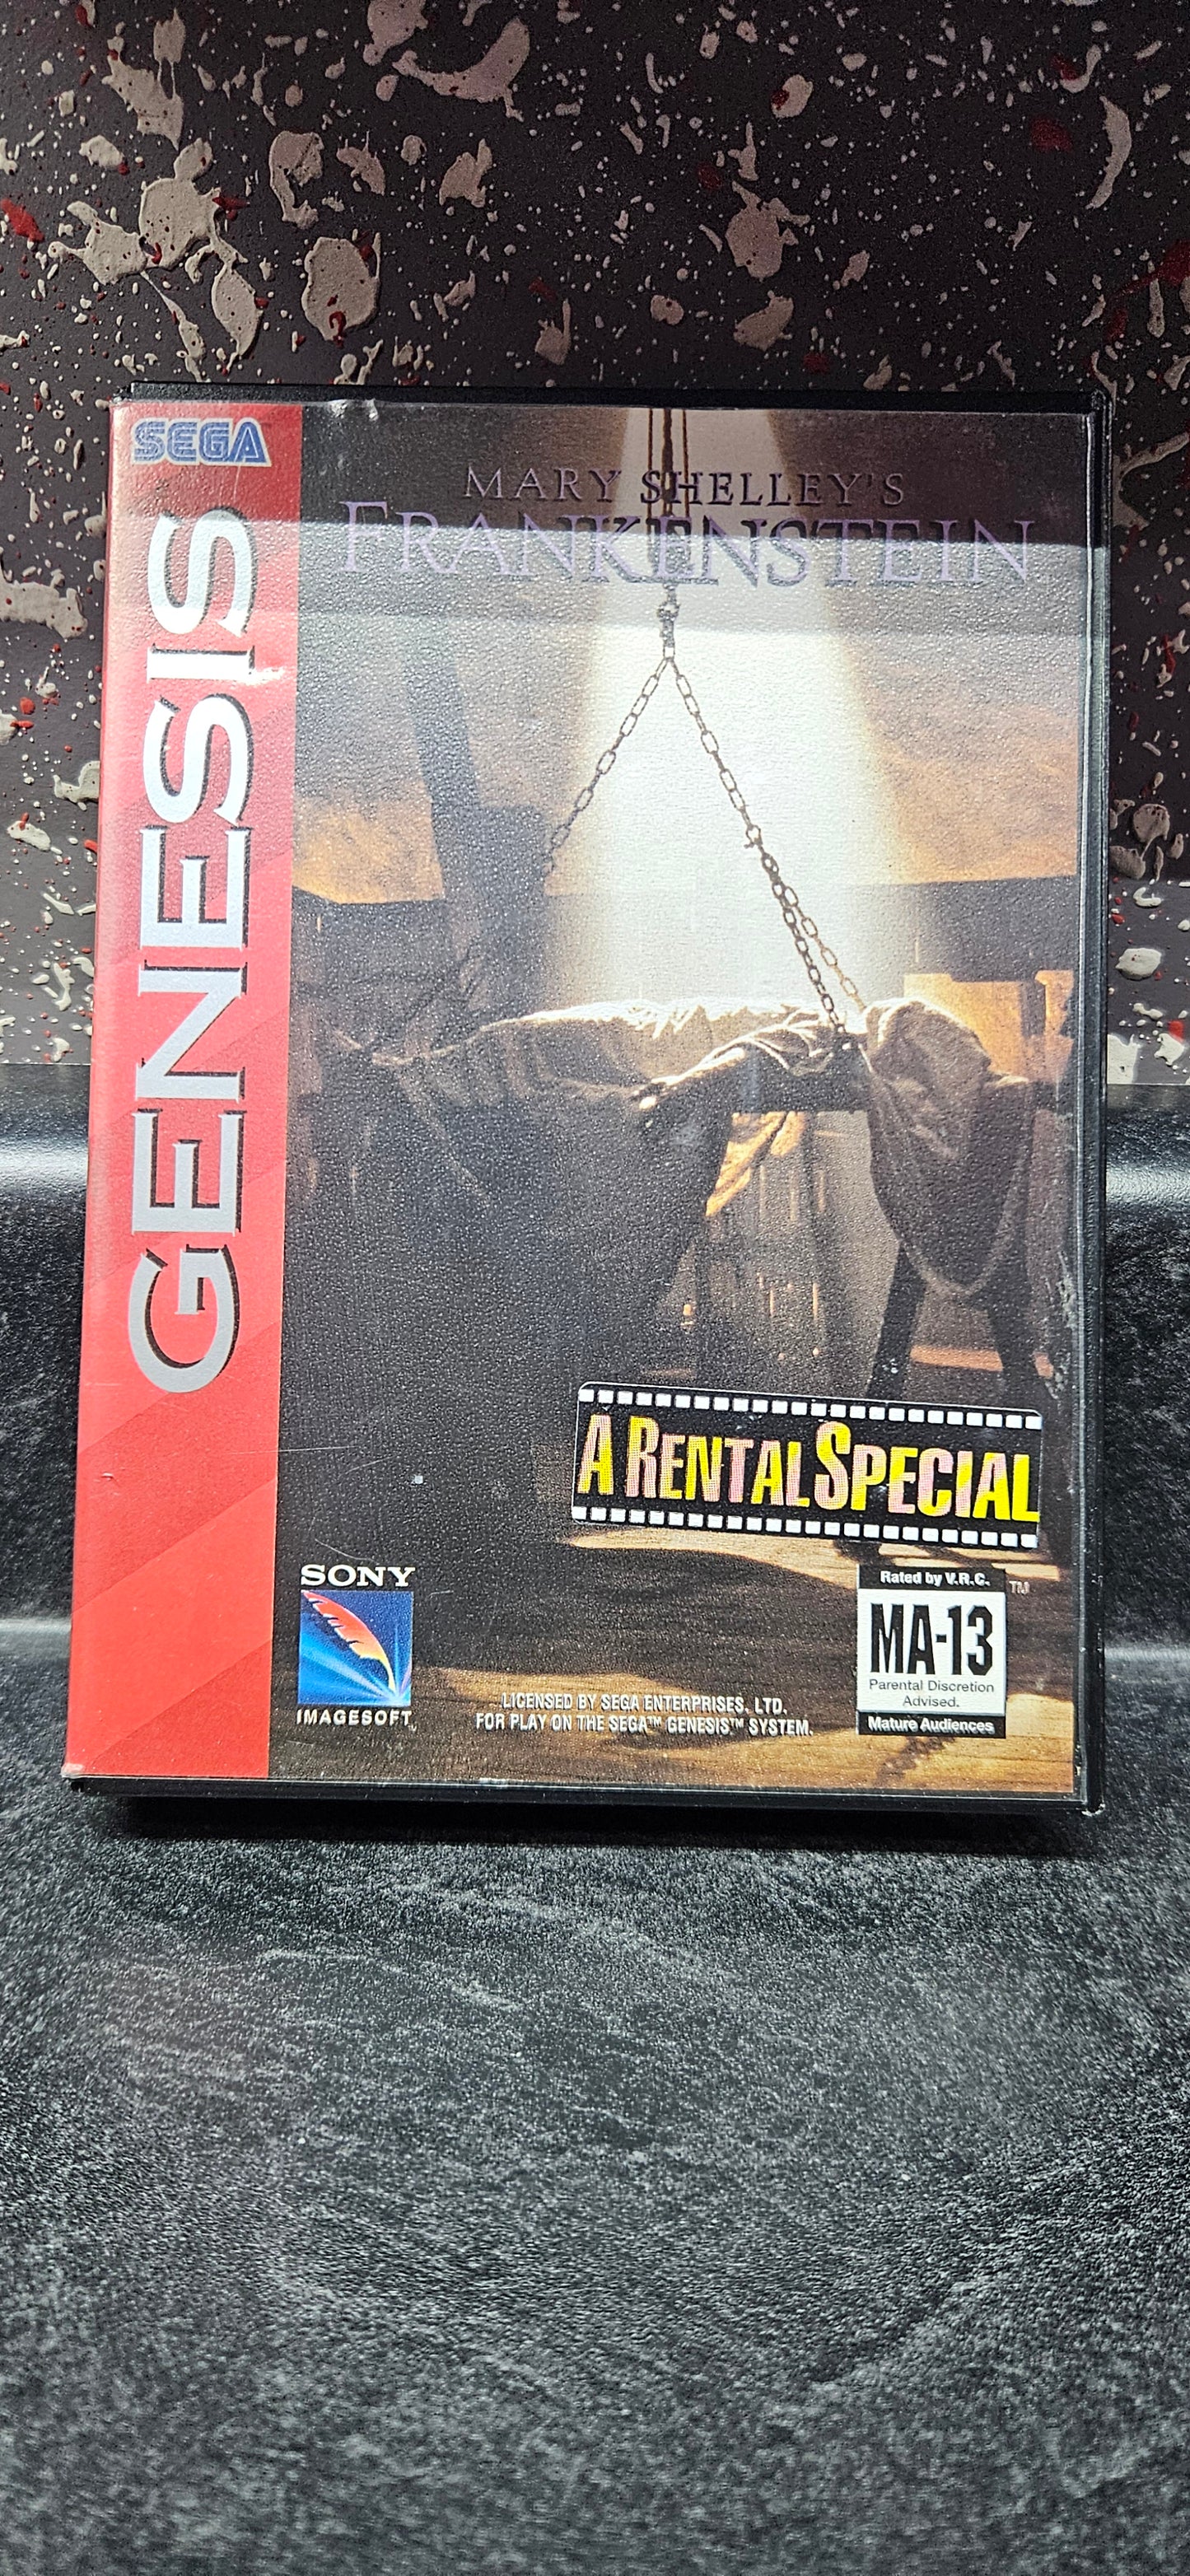 SEGA
GENESIS
MARY SHELLEY'S
FRANKENSTEIN
A RENTAL SPECIAL
SONY
IMAGESOFT™
LICENSED BY SEGA ENTERPRISES, LTD.
FOR PLAY ON THE SEGA™ GENESIS™ SYSTEM.
Rated by V.R.C. ™
MA-13
Parental Discretion
Advised.
Mature Audiences